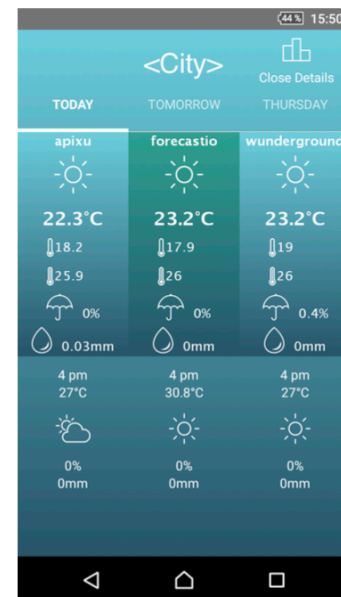 44% 15:50
<City>
Close Details
TODAY TOMORROW THURSDAY
apixu forecastio wunderground
22.3°C 23.2°C 23.2°C
18.2 17.9 19
25.9 26 26
0% 0% 0.4%
0.03mm 0mm 0mm
4 pm 4 pm 4 pm
27°C 30.8°C 27°C
0% 0% 0%
0mm 0mm 0mm